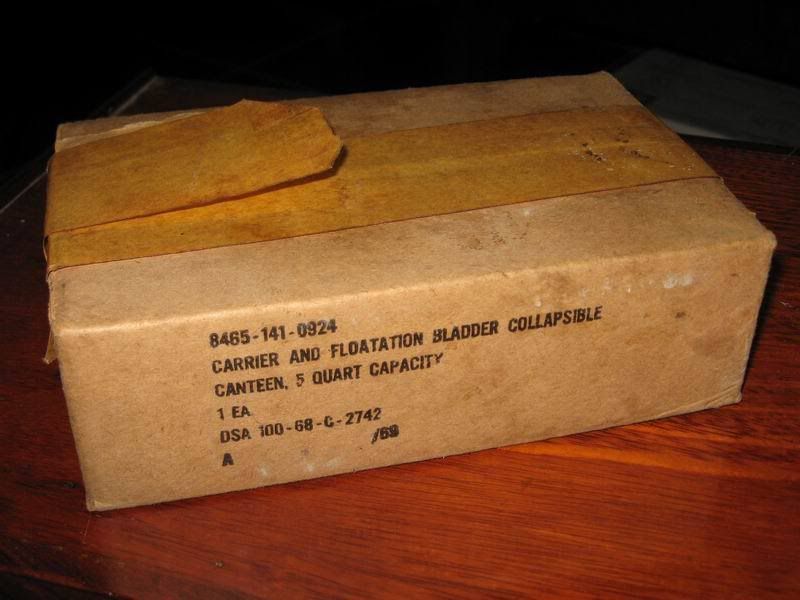 8465-141-0924
CARRIER AND FLOATATION BLADDER COLLAPSIBLE
CANTEEN, 5 QUART CAPACITY
1 EA
DSA 100-68-C-2742
A /69